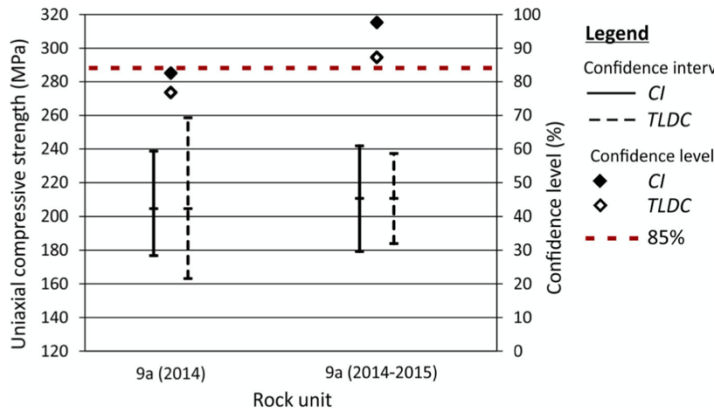 Uniaxial compressive strength (MPa)
320
300
280
260
240
220
200
180
160
140
120
100
90
80
70
60
50
40
30
20
10
0
Confidence level (%)
9a (2014)
9a (2014-2015)
Rock unit
Legend
Confidence interv
CI
TLDC
Confidence level
CI
TLDC
85%